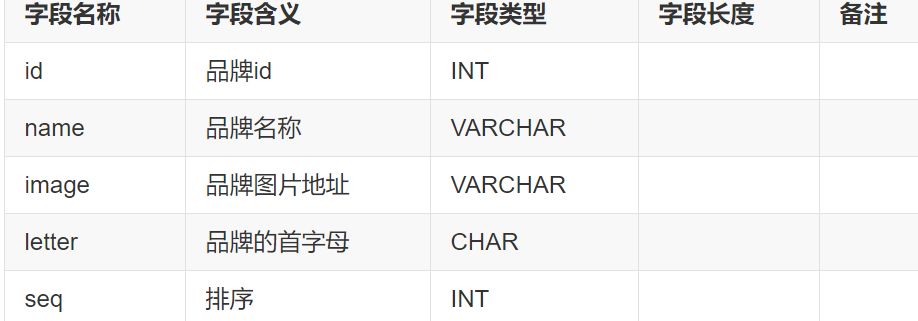 字段名称 字段含义 字段类型 字段长度 备注
id 品牌id INT
name 品牌名称 VARCHAR
image 品牌图片地址 VARCHAR
letter 品牌的首字母 CHAR
seq 排序 INT